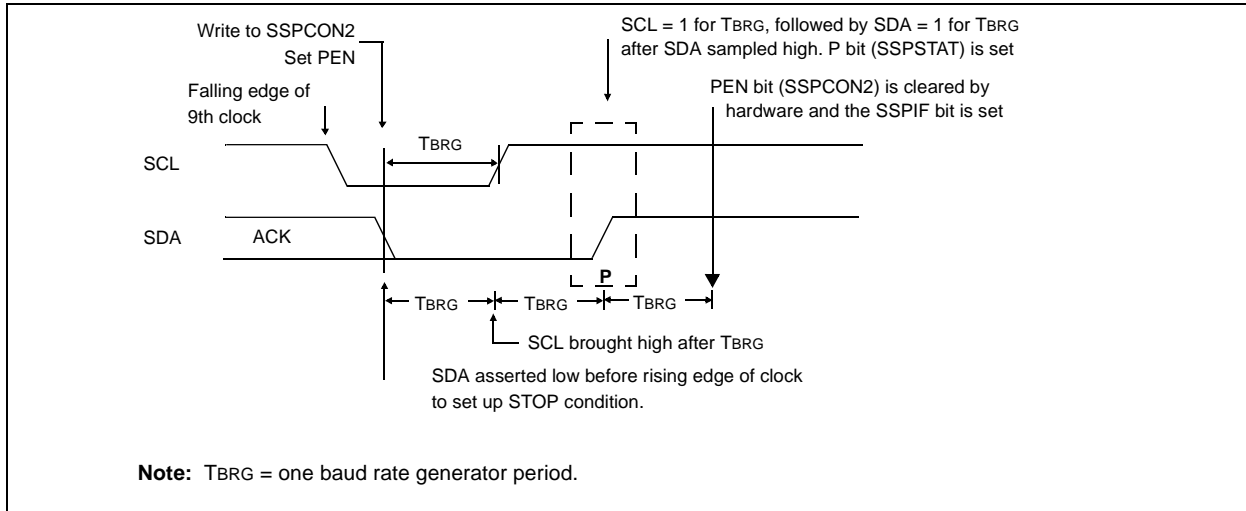 Write to SSPCON2
Set PEN
SCL = 1 for TBRG, followed by SDA = 1 for TBRG
after SDA sampled high. P bit (SSPSTAT) is set
Falling edge of
9th clock
PEN bit (SSPCON2) is cleared by
hardware and the SSPIF bit is set
TBRG
SCL
SDA
ACK
P
TBRG
TBRG
TBRG
SCL brought high after TBRG
SDA asserted low before rising edge of clock
to set up STOP condition.
Note: TBRG = one baud rate generator period.